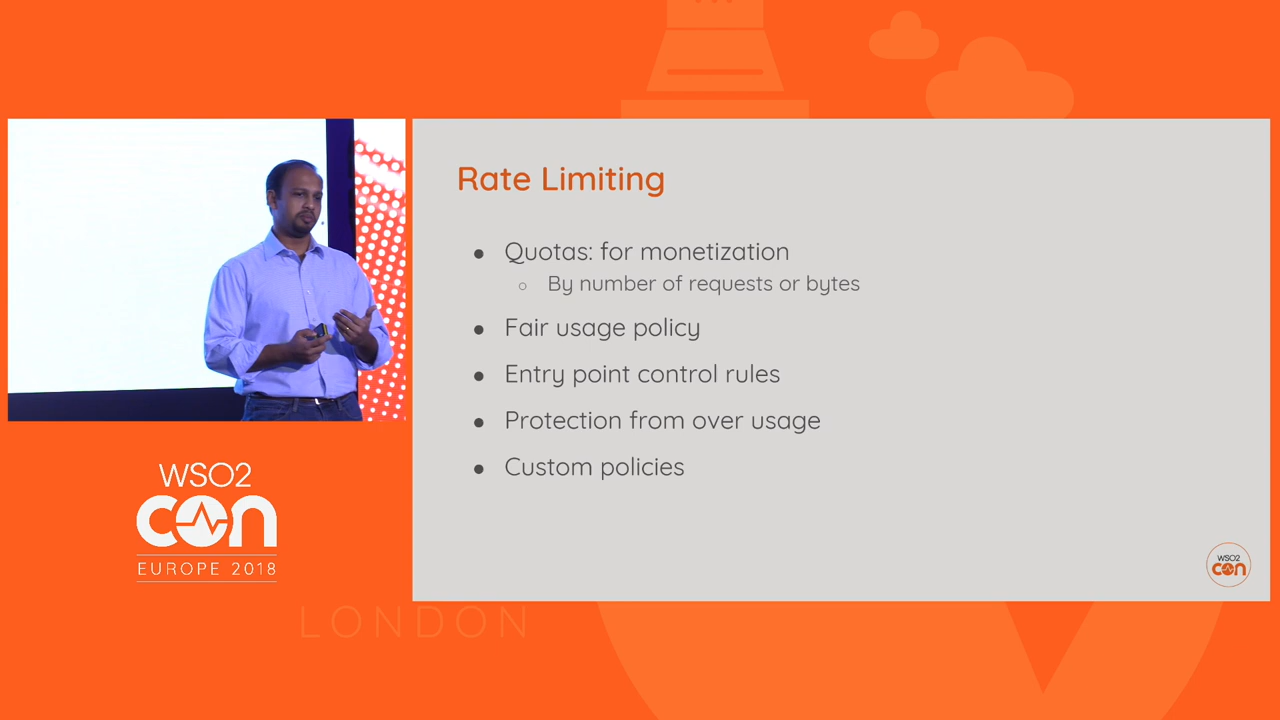 Rate Limiting
Quotas: for monetization
By number of requests or bytes
Fair usage policy
Entry point control rules
Protection from over usage
Custom policies
WSO2
con
EUROPE 2018
LONDON
WSO2
con